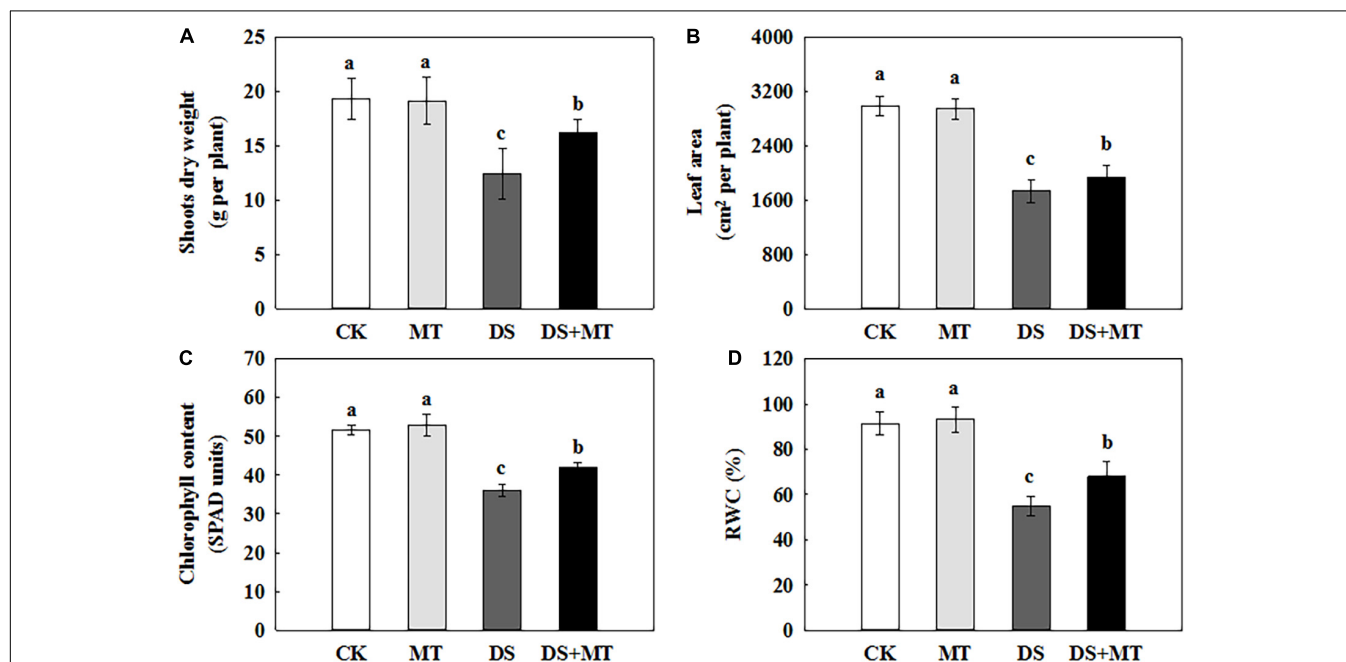 A
Shoots dry weight
(g per plant)
25
20
15
10
5
0
a
a
c
b
CK MT DS DS+MT
B
Leaf area
(cm² per plant)
4000
3200
2400
1600
800
0
a
a
c
b
CK MT DS DS+MT
C
Chlorophyll content
(SPAD units)
70
60
50
40
30
20
10
0
a
a
c
b
CK MT DS DS+MT
D
RWC (%)
120
100
80
60
40
20
0
a
a
c
b
CK MT DS DS+MT